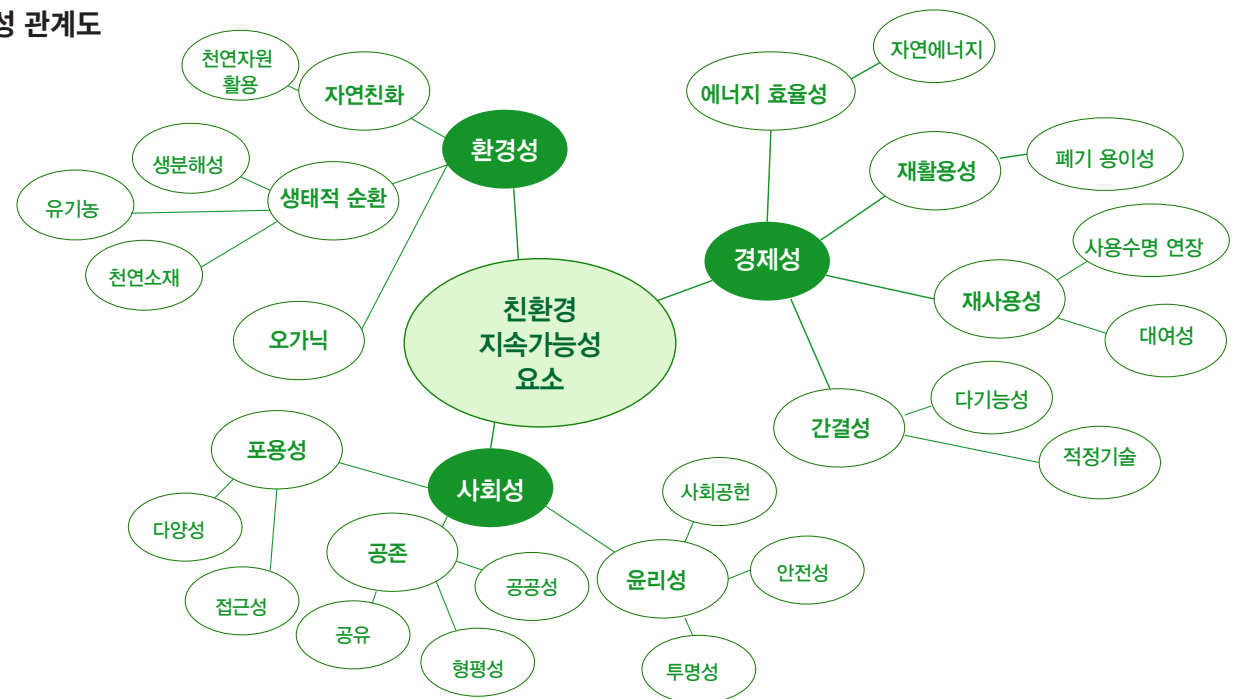 성 관계도
천연자원
활용
자연친화
환경성
생분해성
생태적 순환
유기농
천연소재
오가닉
자연에너지
에너지 효율성
재활용성
폐기 용이성
경제성
사용수명 연장
재사용성
대여성
간결성
다기능성
적정기술
친환경
지속가능성
요소
포용성
사회성
다양성
접근성
공존
공공성
공유
형평성
사회공헌
윤리성
안전성
투명성